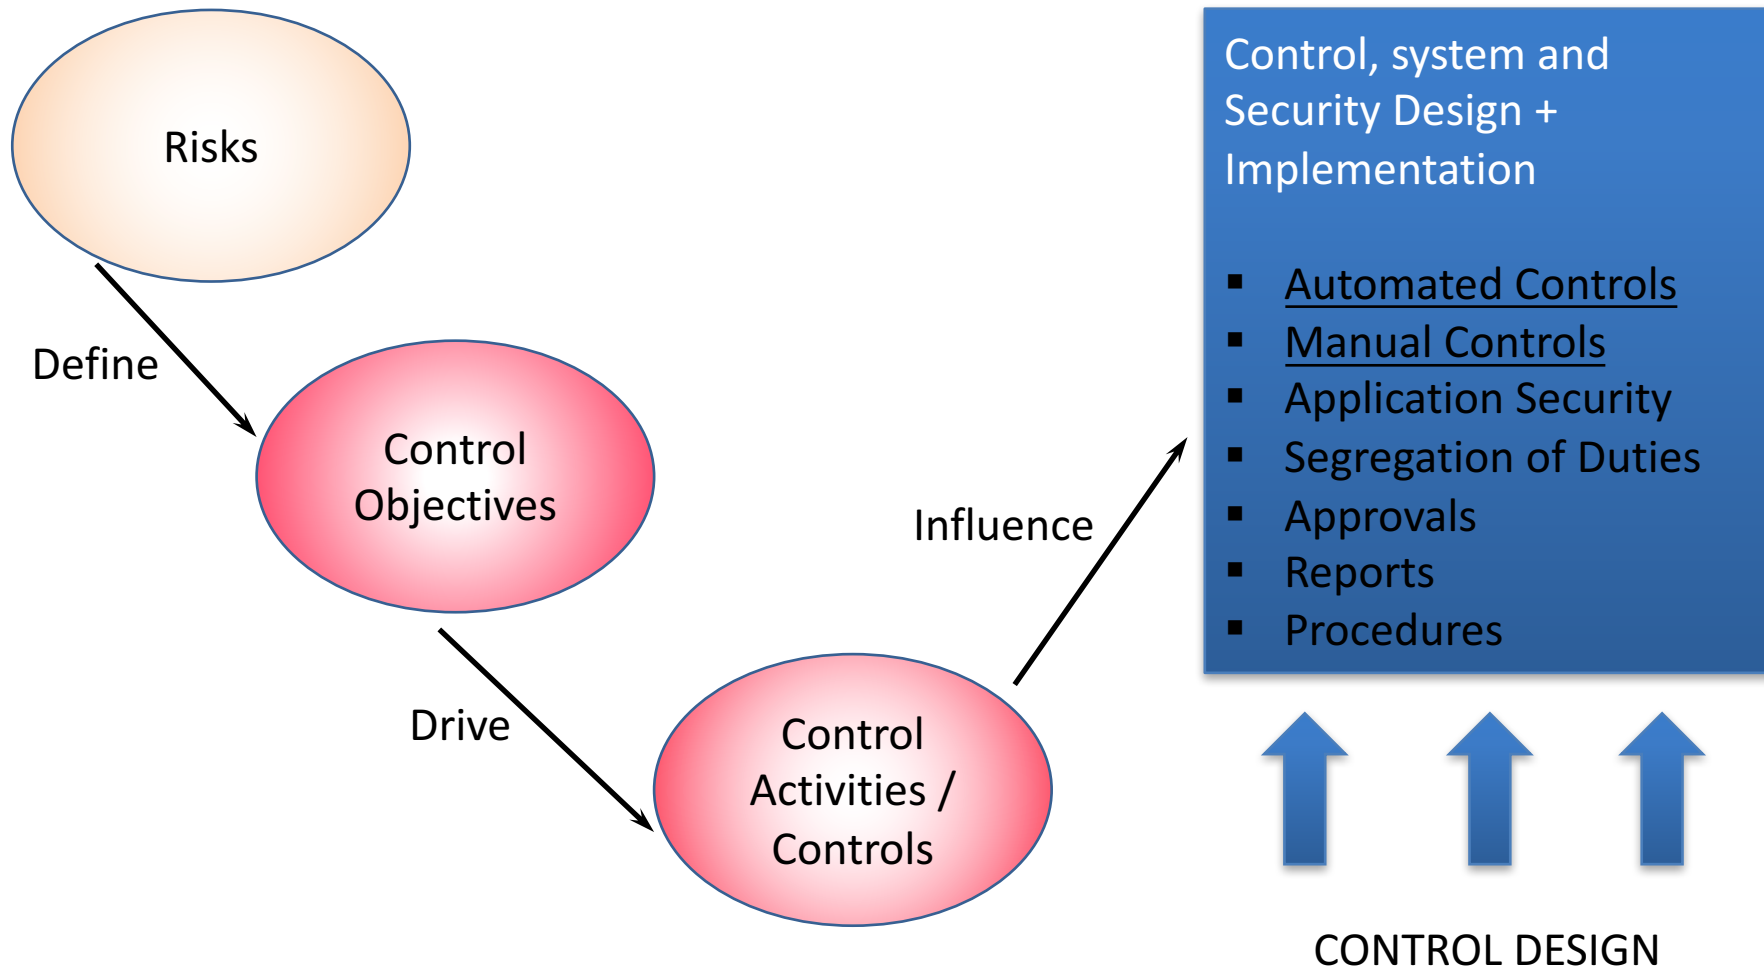 Risks
Define
Control
Objectives
Drive
Control
Activities /
Controls
Influence
Control, system and
Security Design +
Implementation
▪ Automated Controls
▪ Manual Controls
▪ Application Security
▪ Segregation of Duties
▪ Approvals
▪ Reports
▪ Procedures
CONTROL DESIGN